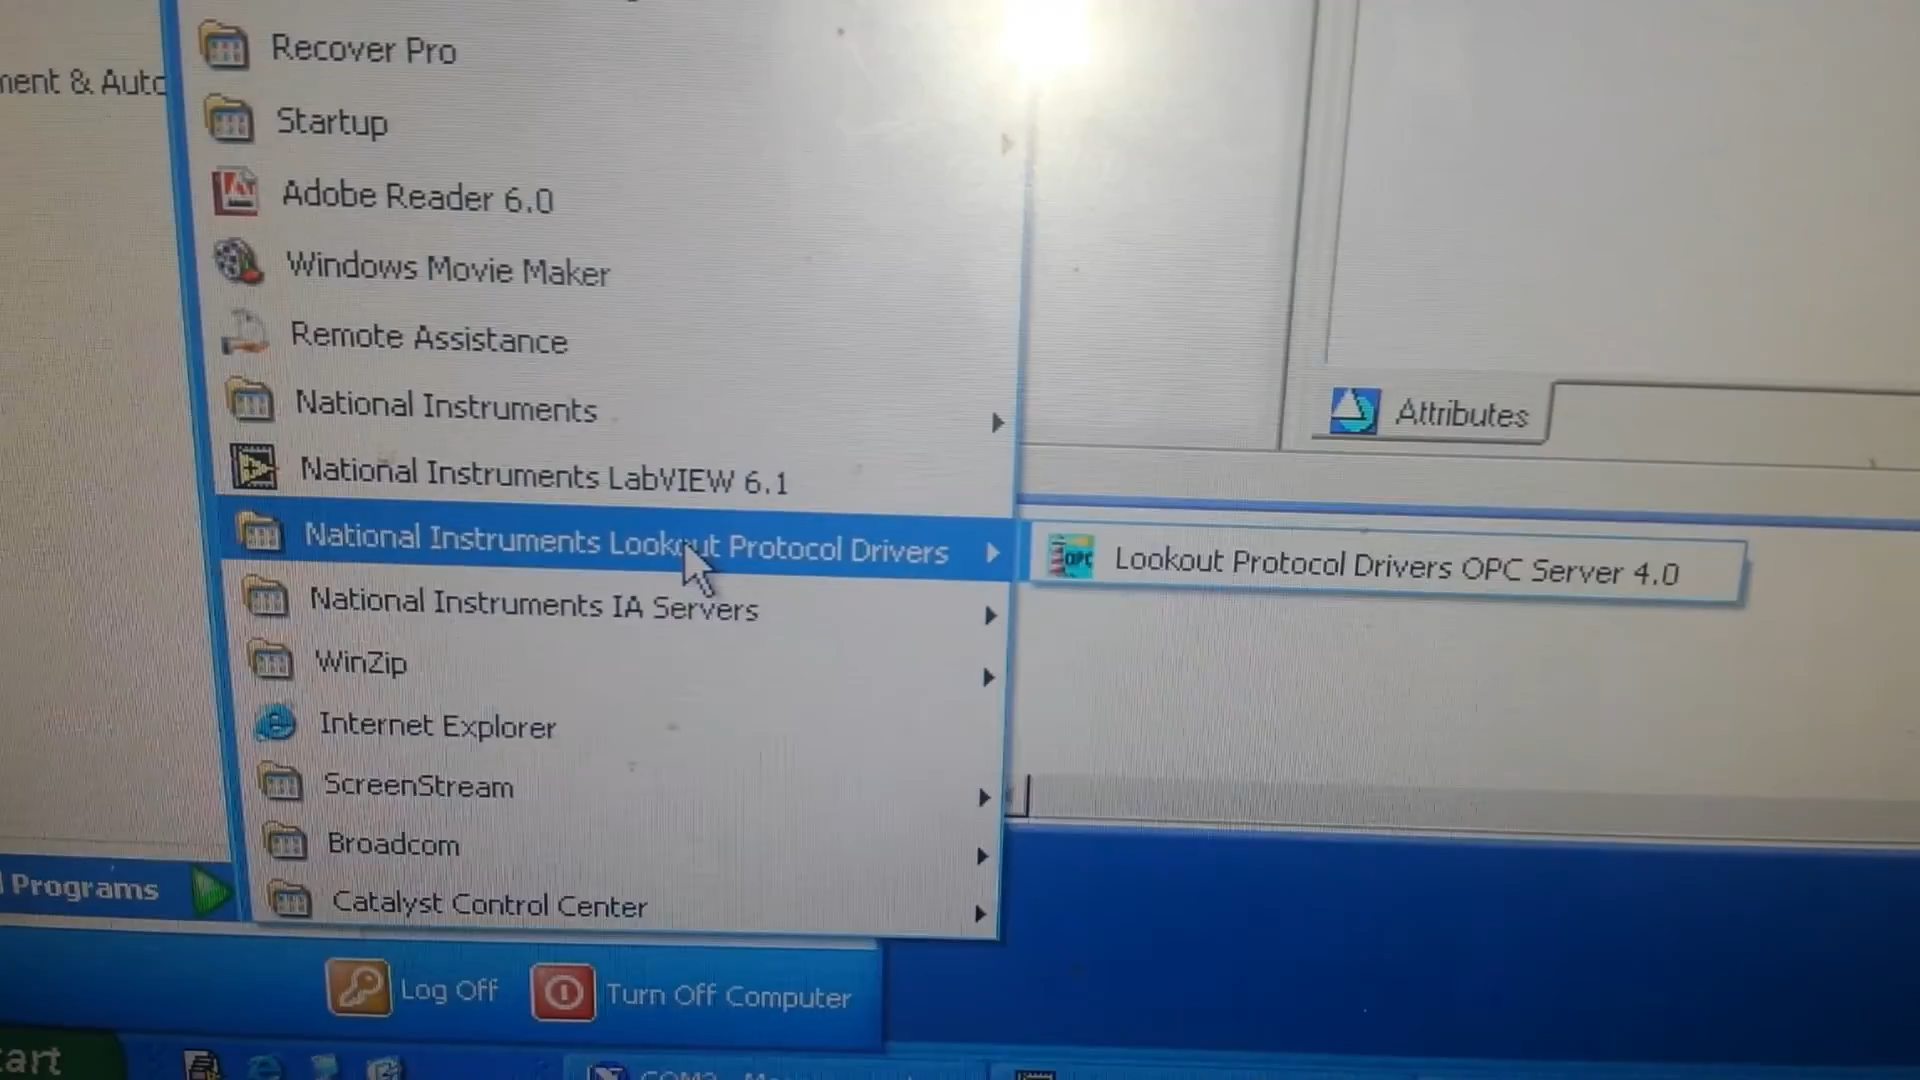 Recover Pro
ment & Auto
Startup
Adobe Reader 6.0
Windows Movie Maker
Remote Assistance
National Instruments
Attributes
National Instruments LabVIEW 6.1
National Instruments Lookout Protocol Drivers
OPC
Lookout Protocol Drivers OPC Server 4.0
National Instruments IA Servers
WinZip
Internet Explorer
ScreenStream
Broadcom
Programs
Catalyst Control Center
Log Off
Turn Off Computer
tart